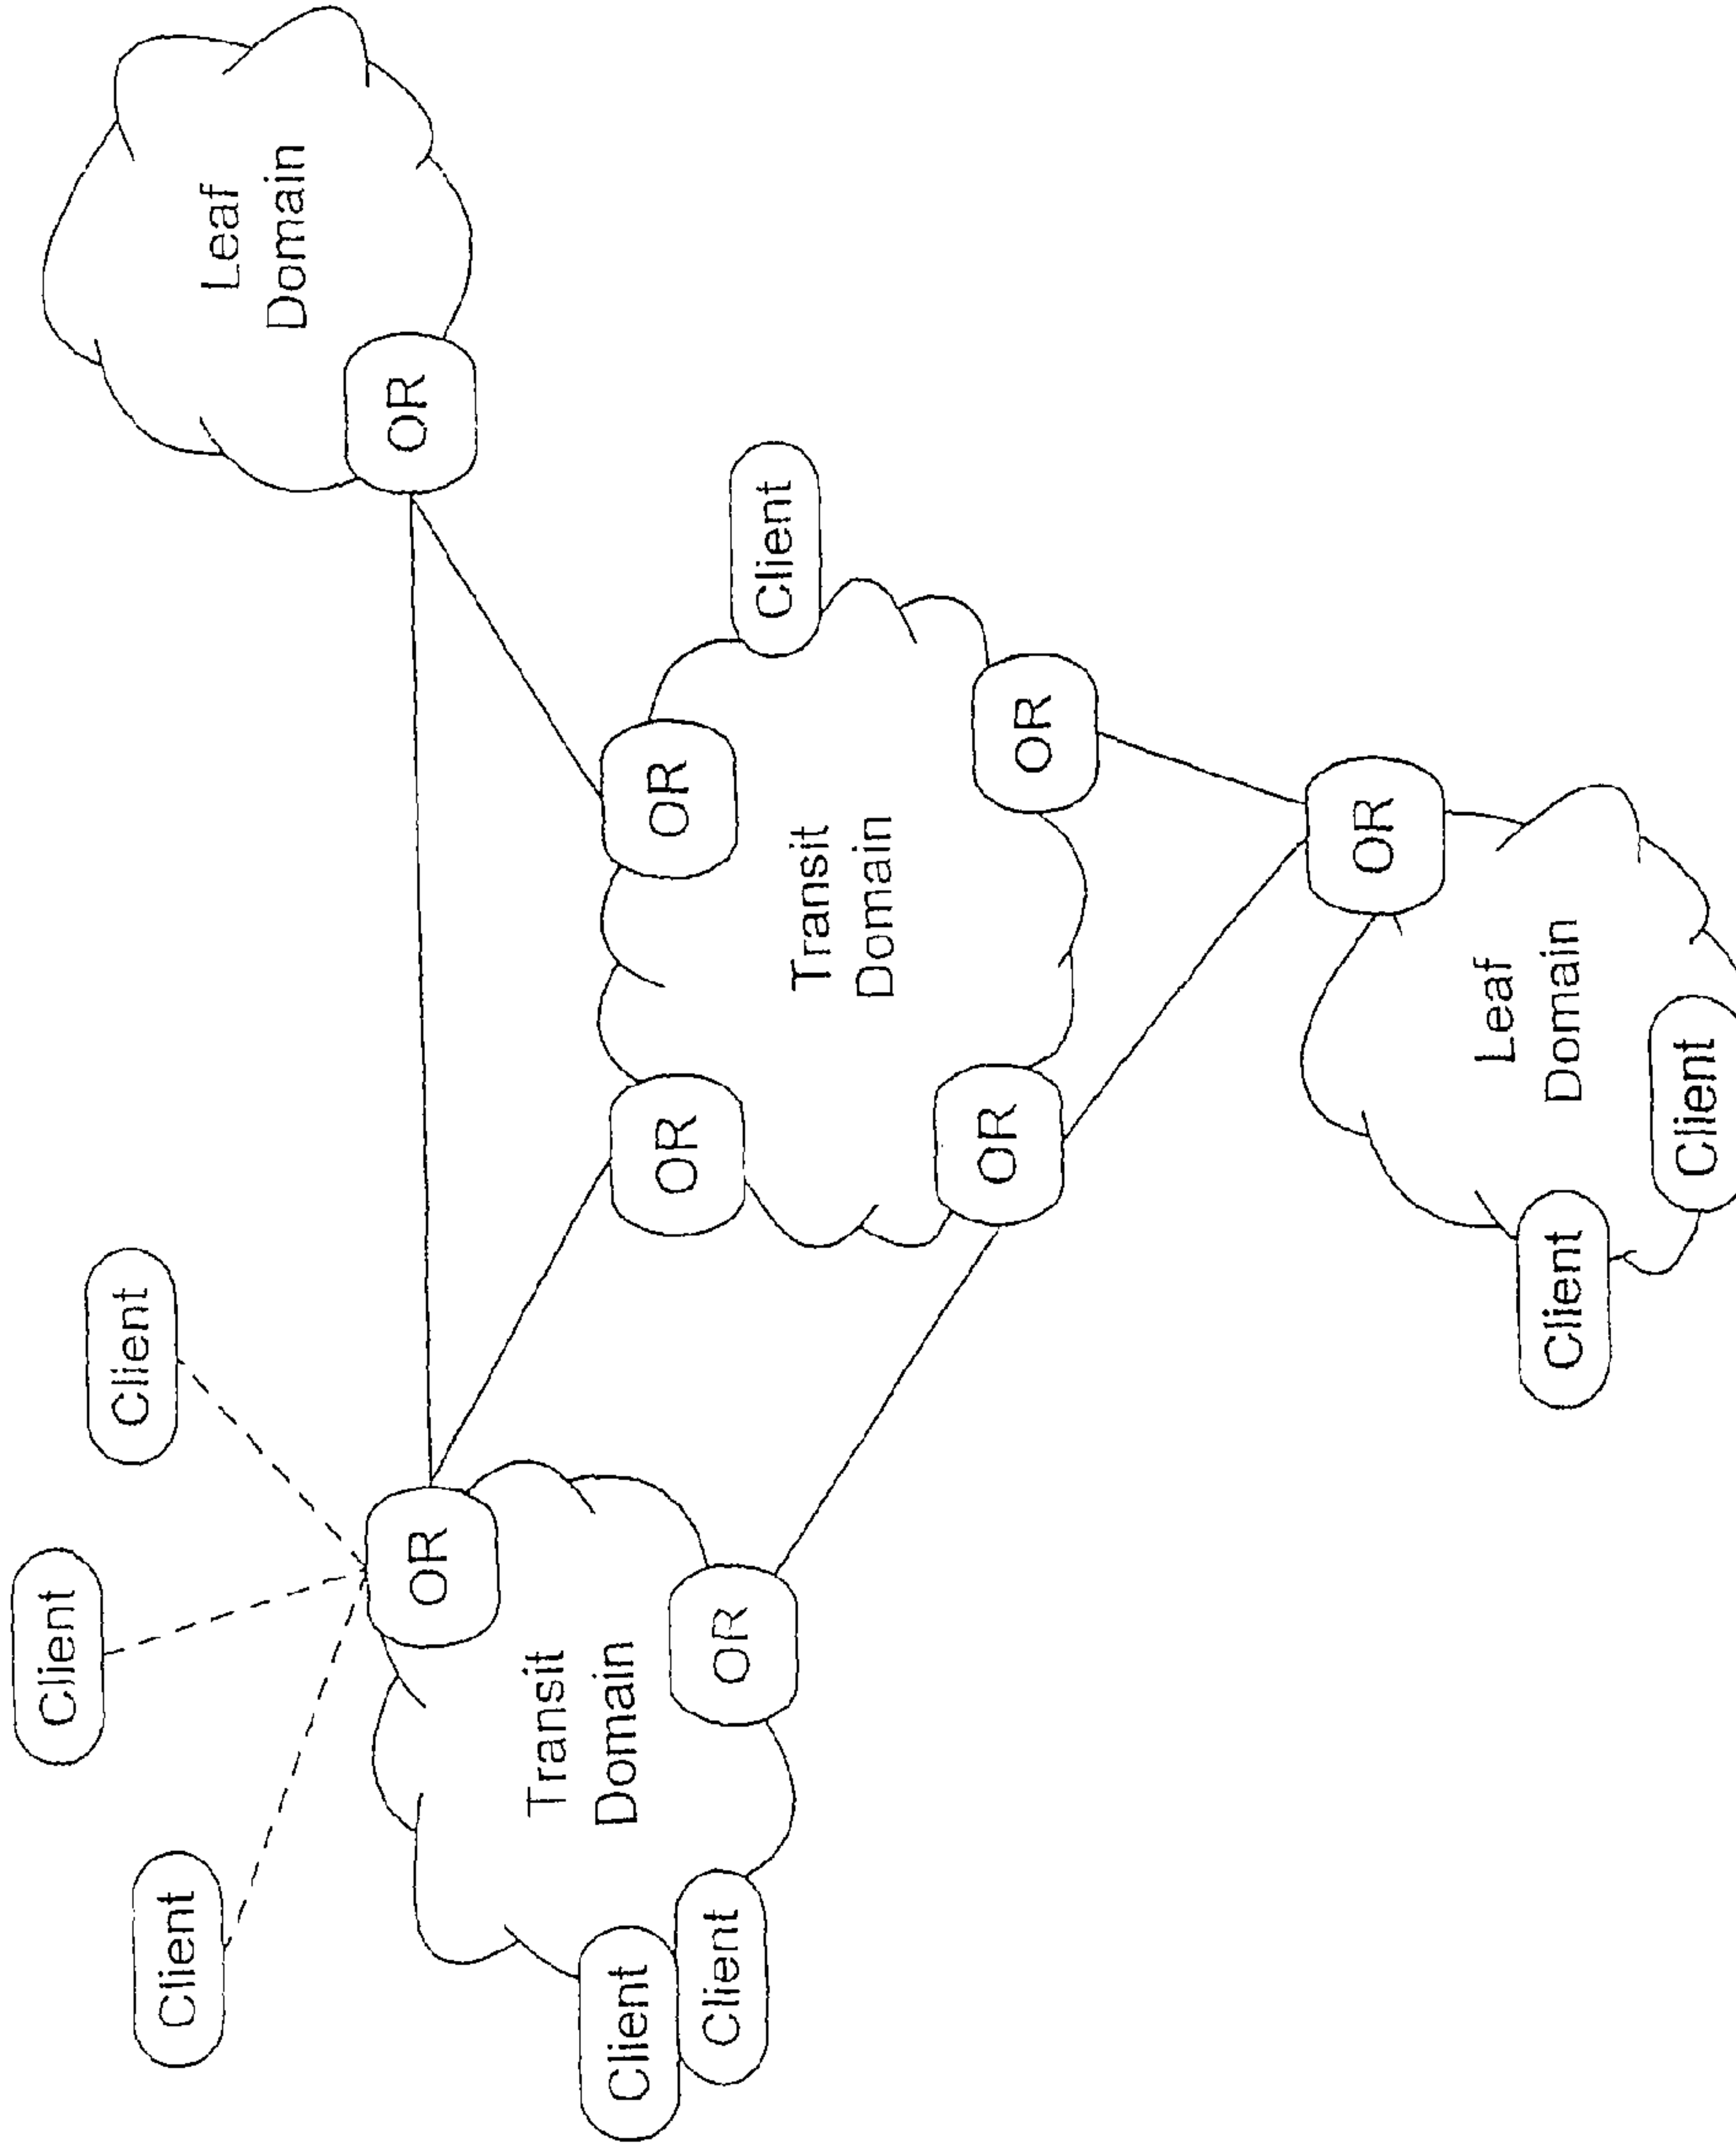 Client
Client
Client
Leaf
Domain
OR
OR
Transit
Domain
Client
Client
OR
OR
OR
Client
Transit
Domain
OR
OR
OR
Leaf
Domain
Client
Client